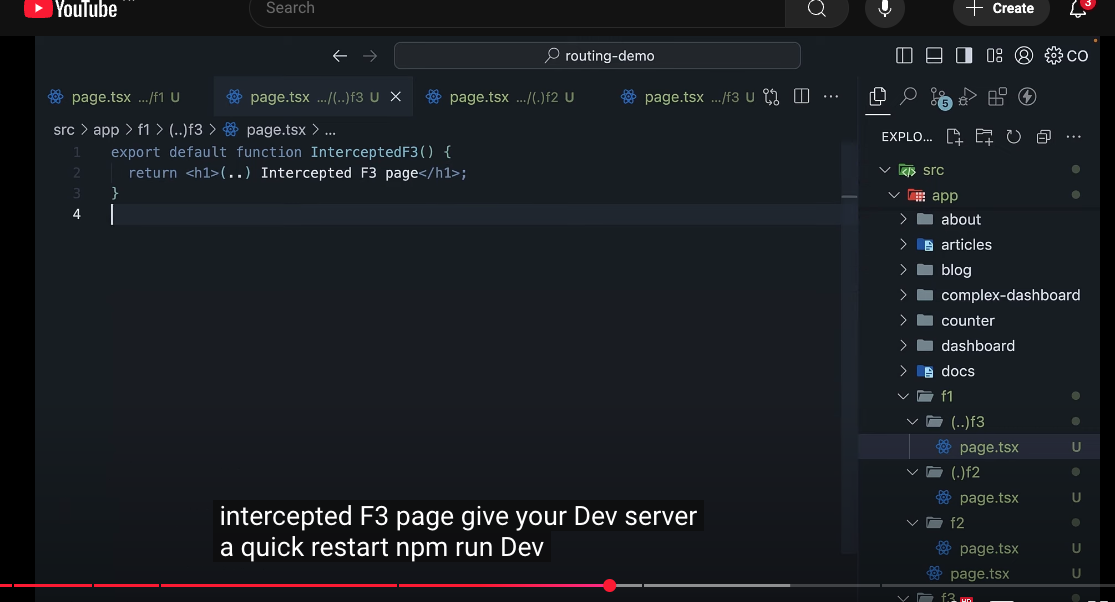 YouTube
Search
Create
3
routing-demo
CO
page.tsx .../f1 U
page.tsx .../(..)f3 U
page.tsx .../(.)f2 U
page.tsx .../f3 U
5
src > app > f1 > (..)f3 > page.tsx > ...
EXPLO...
1 export default function InterceptedF3() {
2 return <h1>(..) Intercepted F3 page</h1>;
3 }
4
src
app
about
articles
blog
complex-dashboard
counter
dashboard
docs
f1
(..)f3
page.tsx U
(.)f2
page.tsx U
f2
page.tsx U
page.tsx U
f3
intercepted F3 page give your Dev server
a quick restart npm run Dev
HD